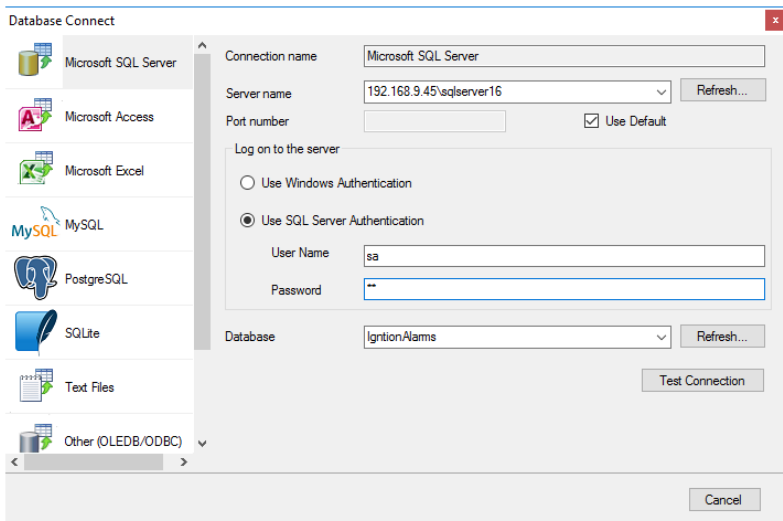 Database Connect
x
Microsoft SQL Server
Microsoft Access
Microsoft Excel
MySQL MySQL
PostgreSQL
SQLite
Text Files
Other (OLEDB/ODBC)
Connection name Microsoft SQL Server
Server name 192.168.9.45\sqlserver16 Refresh...
Port number Use Default
Log on to the server
Use Windows Authentication
Use SQL Server Authentication
User Name sa
Password **
Database IgntionAlarms Refresh...
Test Connection
Cancel